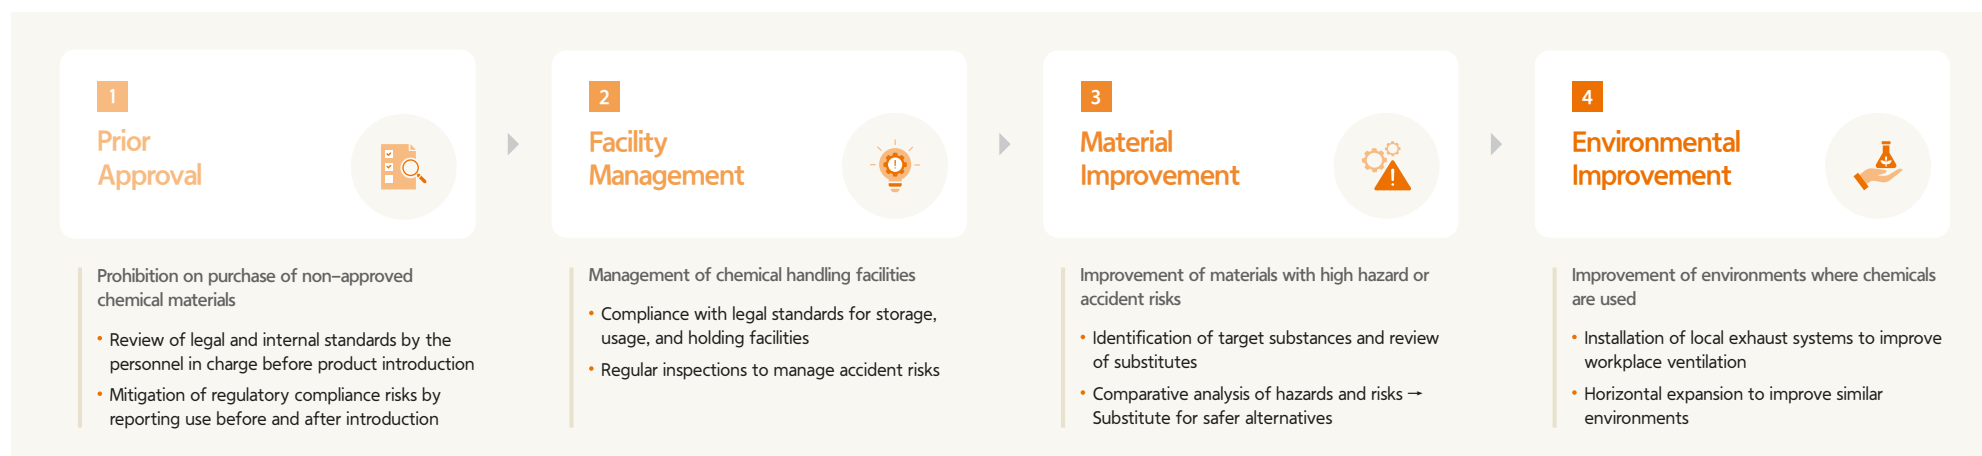 1
Prior
Approval
Prohibition on purchase of non–approved
chemical materials
• Review of legal and internal standards by the
personnel in charge before product introduction
• Mitigation of regulatory compliance risks by
reporting use before and after introduction
2
Facility
Management
Management of chemical handling facilities
• Compliance with legal standards for storage,
usage, and holding facilities
• Regular inspections to manage accident risks
3
Material
Improvement
Improvement of materials with high hazard or
accident risks
• Identification of target substances and review
of substitutes
• Comparative analysis of hazards and risks →
Substitute for safer alternatives
4
Environmental
Improvement
Improvement of environments where chemicals
are used
• Installation of local exhaust systems to improve
workplace ventilation
• Horizontal expansion to improve similar
environments